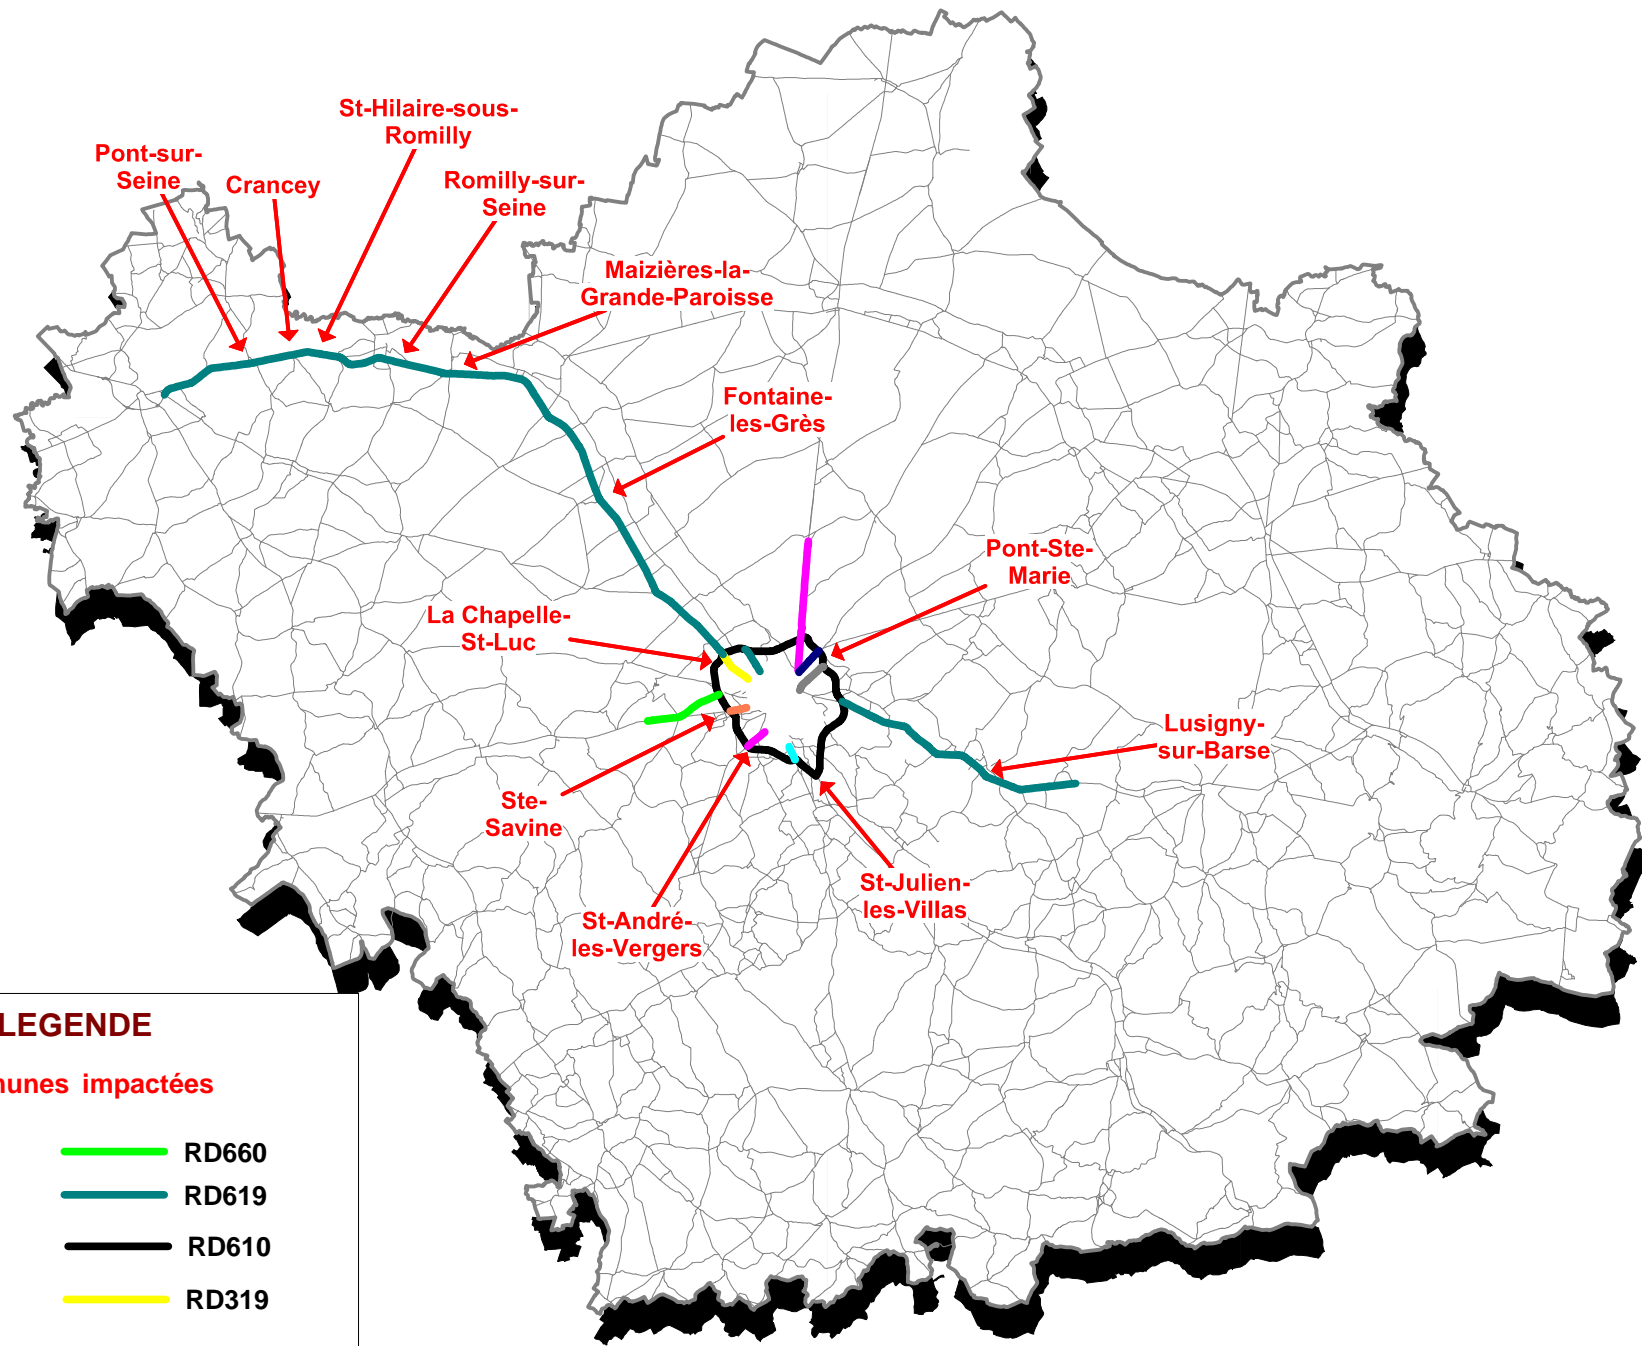 St-Hilaire-sous-
Romilly
Pont-sur-
Seine
Crancey
Romilly-sur-
Seine
Maizières-la-
Grande-Paroisse
Fontaine-
les-Grès
Pont-Ste-
Marie
La Chapelle-
St-Luc
Lusigny-
sur-Barse
Ste-
Savine
St-Julien-
les-Villas
St-André-
les-Vergers
LEGENDE
munes impactées
RD660
RD619
RD610
RD319